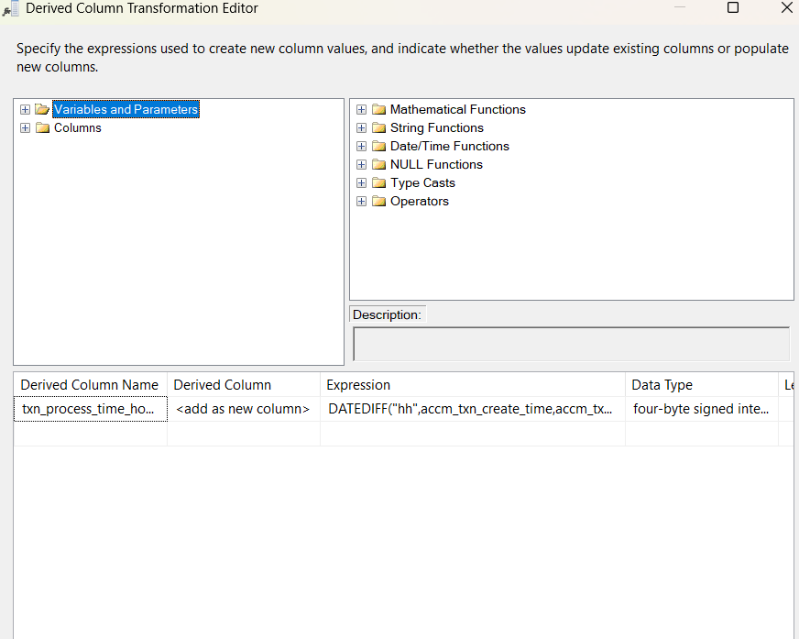 Derived Column Transformation Editor
Specify the expressions used to create new column values, and indicate whether the values update existing columns or populate
new columns.
Variables and Parameters
Columns
Mathematical Functions
String Functions
Date/Time Functions
NULL Functions
Type Casts
Operators
Description:
Derived Column Name Derived Column Expression Data Type Le
txn_process_time_ho... <add as new column> DATEDIFF("hh",accm_txn_create_time,accm_tx... four-byte signed inte...